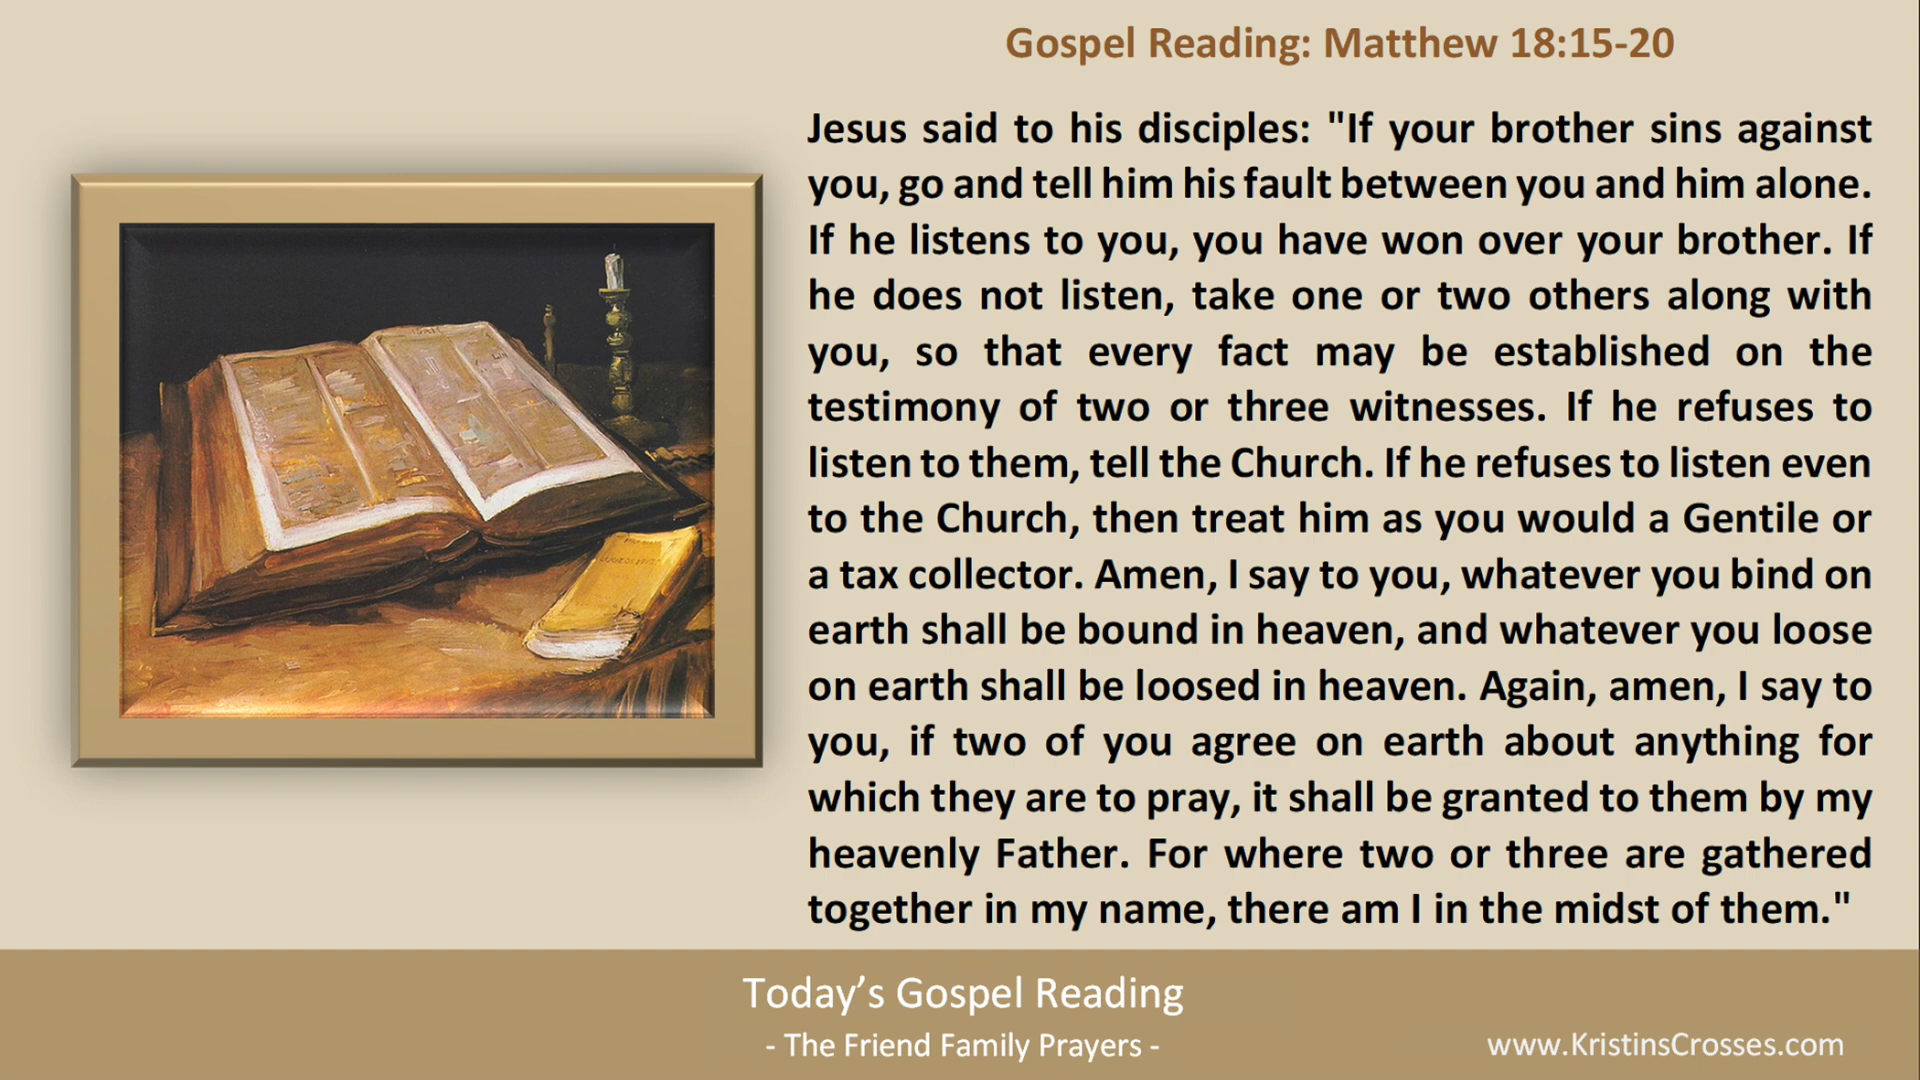 Gospel Reading: Matthew 18:15-20
Jesus said to his disciples: "If your brother sins against
you, go and tell him his fault between you and him alone.
If he listens to you, you have won over your brother. If
he does not listen, take one or two others along with
you, so that every fact may be established on the
testimony of two or three witnesses. If he refuses to
listen to them, tell the Church. If he refuses to listen even
to the Church, then treat him as you would a Gentile or
a tax collector. Amen, I say to you, whatever you bind on
earth shall be bound in heaven, and whatever you loose
on earth shall be loosed in heaven. Again, amen, I say to
you, if two of you agree on earth about anything for
which they are to pray, it shall be granted to them by my
heavenly Father. For where two or three are gathered
together in my name, there am I in the midst of them."
Today’s Gospel Reading
- The Friend Family Prayers -
www.KristinsCrosses.com